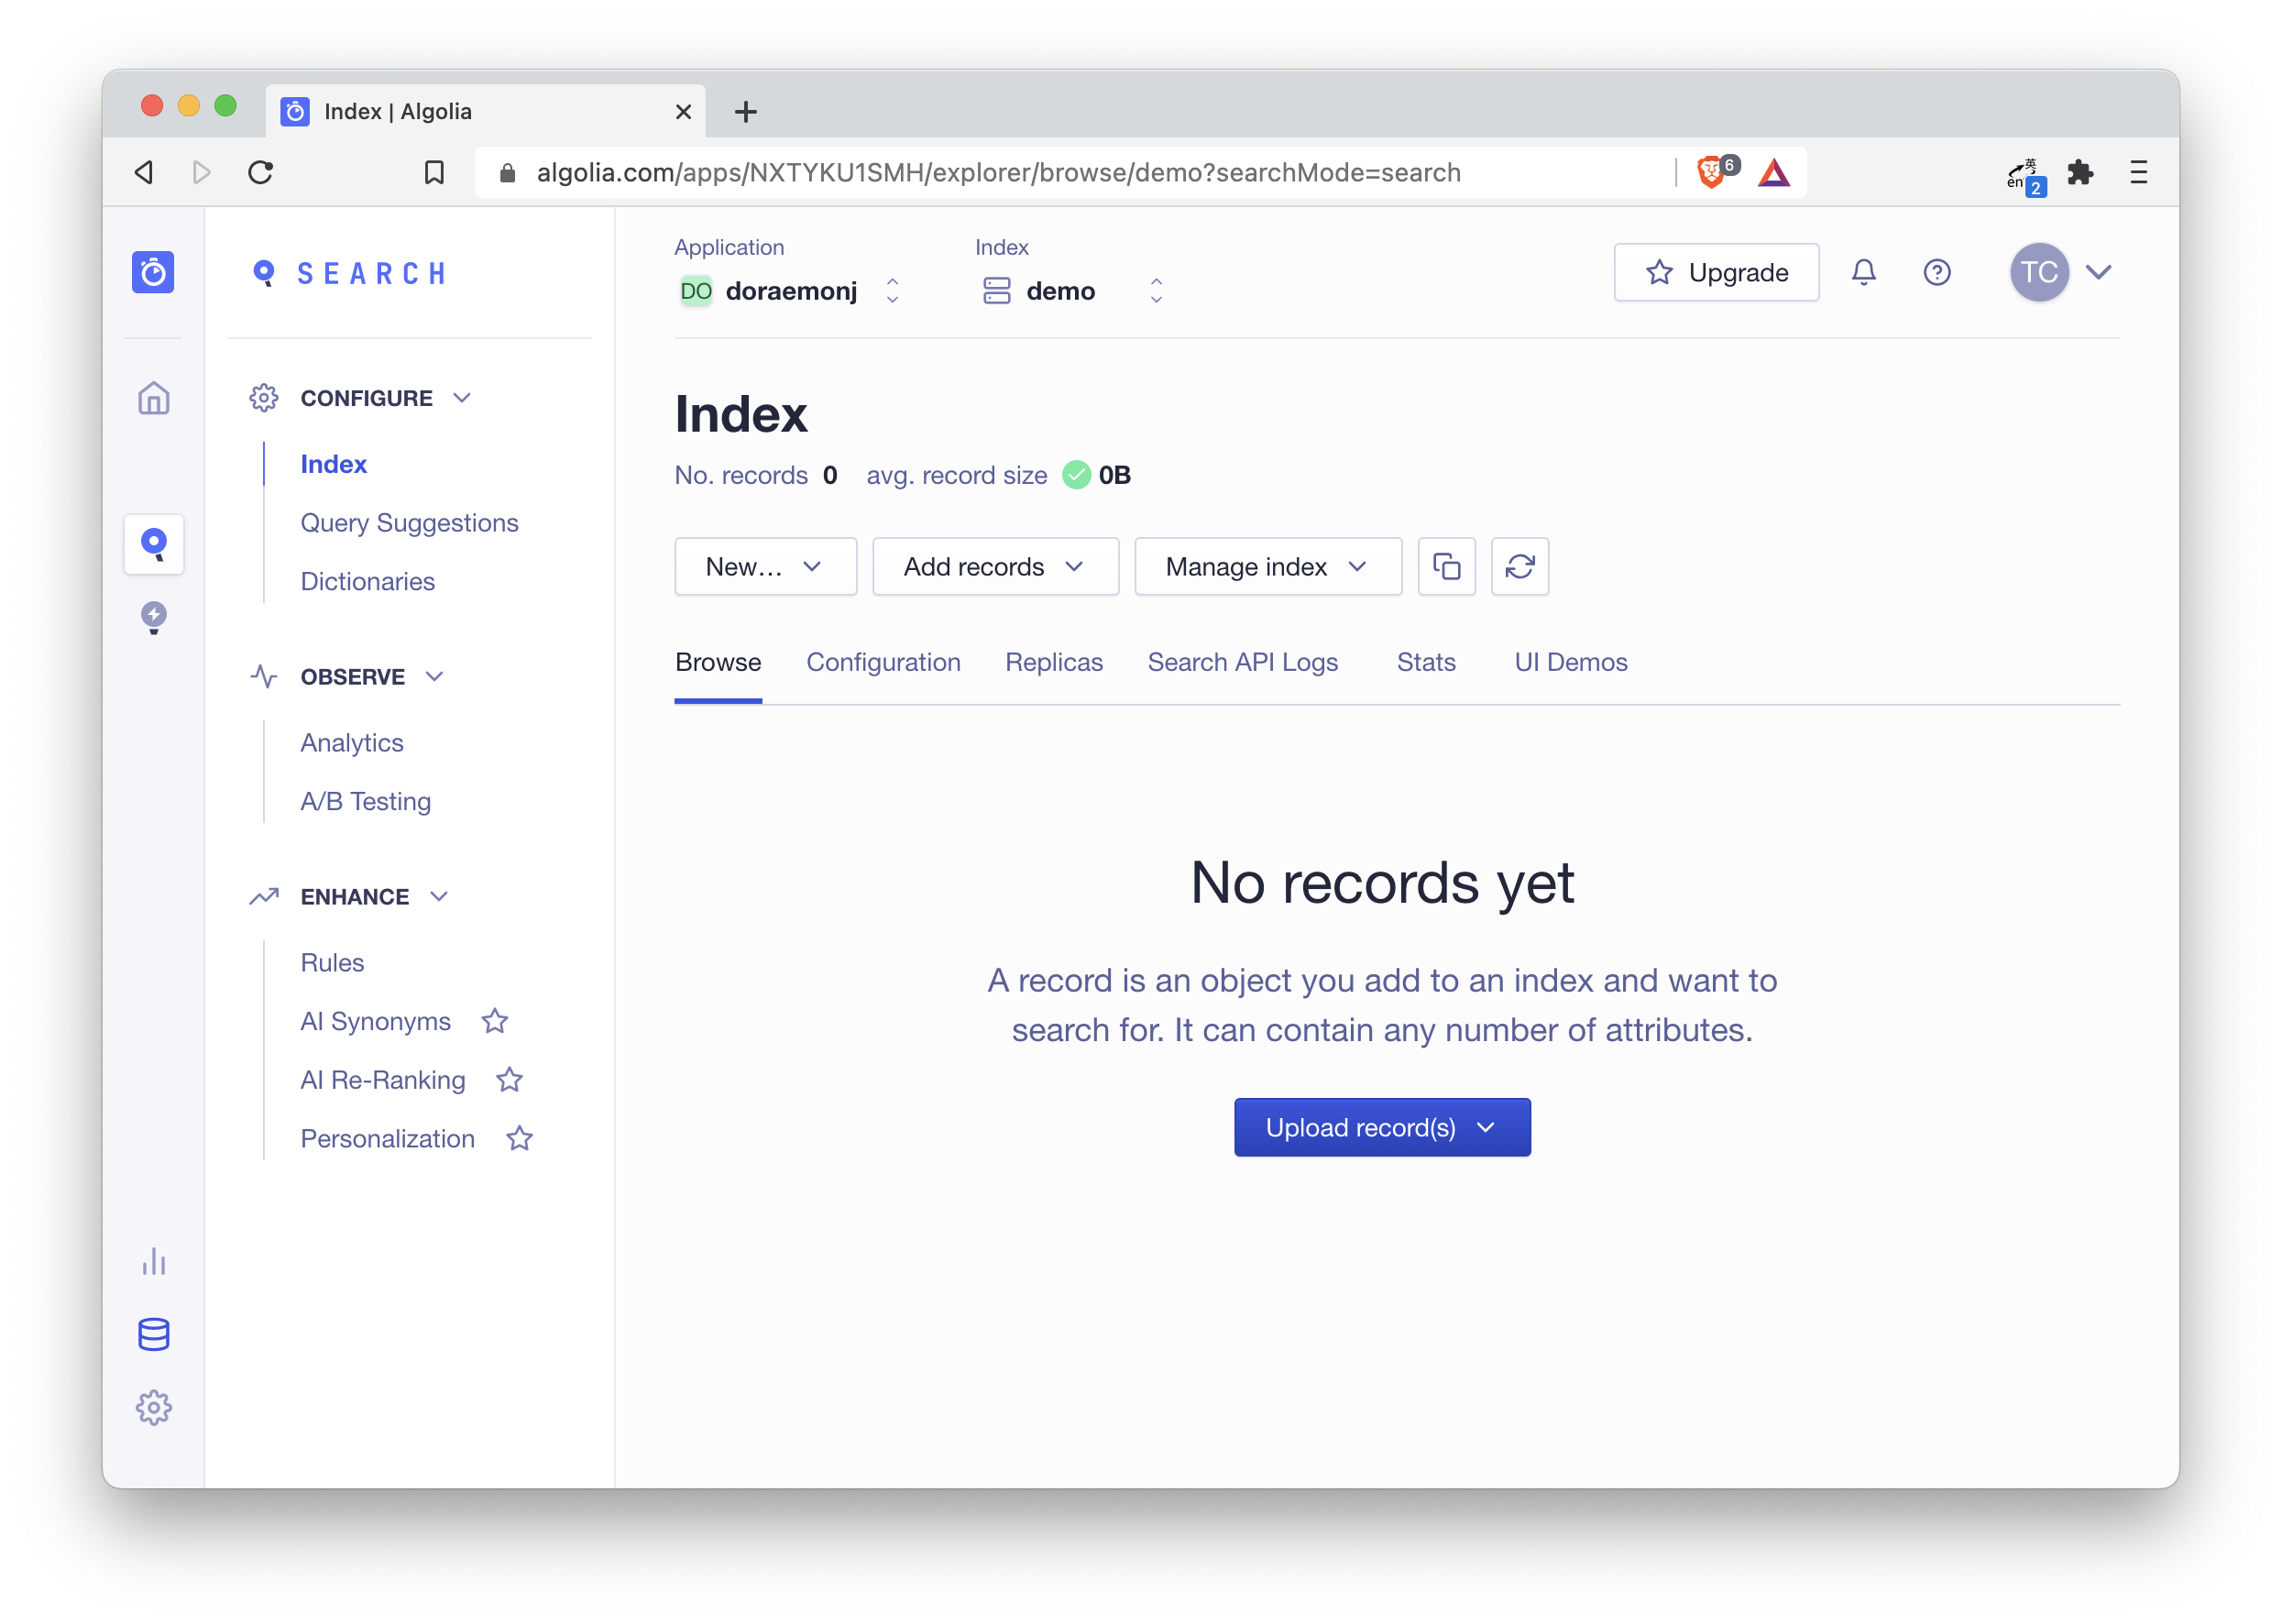 Index | Algolia
algolia.com/apps/NXTYKU1SMH/explorer/browse/demo?searchMode=search
6
英
en
2
SEARCH
Application
DO doraemonj
Index
demo
Upgrade
TC
CONFIGURE
Index
Query Suggestions
Dictionaries
OBSERVE
Analytics
A/B Testing
ENHANCE
Rules
AI Synonyms
AI Re-Ranking
Personalization
Index
No. records 0 avg. record size 0B
New... Add records Manage index
Browse Configuration Replicas Search API Logs Stats UI Demos
No records yet
A record is an object you add to an index and want to
search for. It can contain any number of attributes.
Upload record(s)